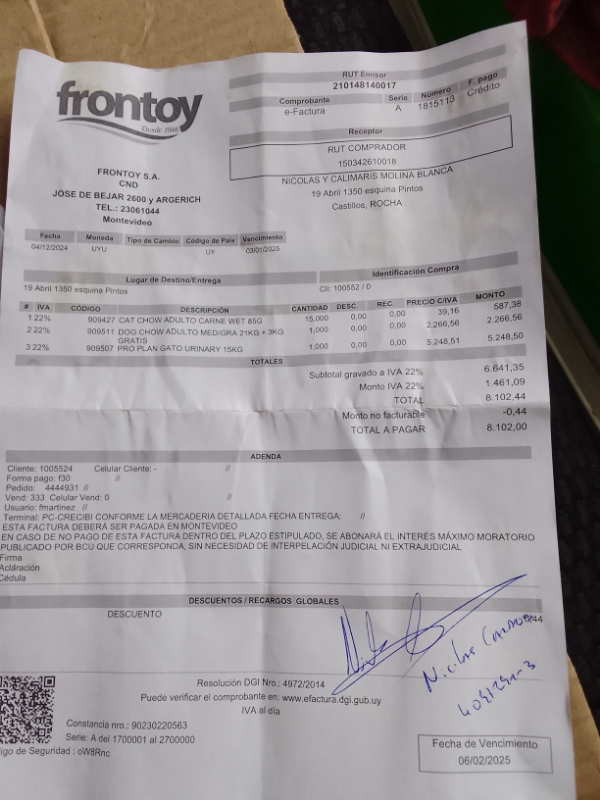 frontoy
Desde 1946
FRONTOY S.A.
CND
JOSE DE BEJAR 2600 y ARGERICH
TEL.: 23061044
Montevideo
RUT Emisor
210148140017
Comprobante Serie Número F. pago
e-Factura A 1815113 Crédito
Receptor
RUT COMPRADOR
150342610018
NICOLAS Y CALIMARIS MOLINA BLANCA
19 Abril 1350 esquina Pintos
Castillos, ROCHA
Fecha Moneda Tipo de Cambio Código de País Vencimiento
04/12/2024 UYU UY 03/01/2025
Lugar de Destino/Entrega
19 Abril 1350 esquina Pintos
Identificación Compra
Cli: 100552 / 0
# IVA CÓDIGO DESCRIPCIÓN CANTIDAD DESC. REC. PRECIO C/IVA MONTO
1 22% 909427 CAT CHOW ADULTO CARNE WET 85G 15,000 0,00 0,00 39,16 587,38
2 22% 909511 DOG CHOW ADULTO MEDIGRA 21KG + 3KG GRATIS 1,000 0,00 0,00 2.266,56 2.266,56
3 22% 909507 PRO PLAN GATO URINARY 15KG 1,000 0,00 0,00 5.248,51 5.248,50
TOTALES
Subtotal gravado a IVA 22% 6.641,35
Monto IVA 22% 1.461,09
TOTAL 8.102,44
Monto no facturable -0,44
TOTAL A PAGAR 8.102,00
ADENDA
Cliente: 1005524 Celular Cliente: - //
Forma pago: f30 //
Pedido: 4444931 //
Vend: 333 Celular Vend: 0 //
Usuario: fmartinez //
Terminal: PC-CRECIBI CONFORME LA MERCADERIA DETALLADA FECHA ENTREGA: //
ESTA FACTURA DEBERÁ SER PAGADA EN MONTEVIDEO
EN CASO DE NO PAGO DE ESTA FACTURA DENTRO DEL PLAZO ESTIPULADO, SE ABONARÁ EL INTERÉS MÁXIMO MORATORIO
PUBLICADO POR BCU QUE CORRESPONDA, SIN NECESIDAD DE INTERPELACIÓN JUDICIAL NI EXTRAJUDICIAL
Firma
Aclaración
Cédula
DESCUENTOS / RECARGOS GLOBALES
DESCUENTO
44
Nicolas
Resolución DGI Nro.: 4972/2014
Puede verificar el comprobante en: www.efactura.dgi.gub.uy
IVA al día
Constancia nro.: 90230220563
Serie: A del 1700001 al 2700000
igo de Seguridad : oW8Rnc
Fecha de Vencimiento
06/02/2025